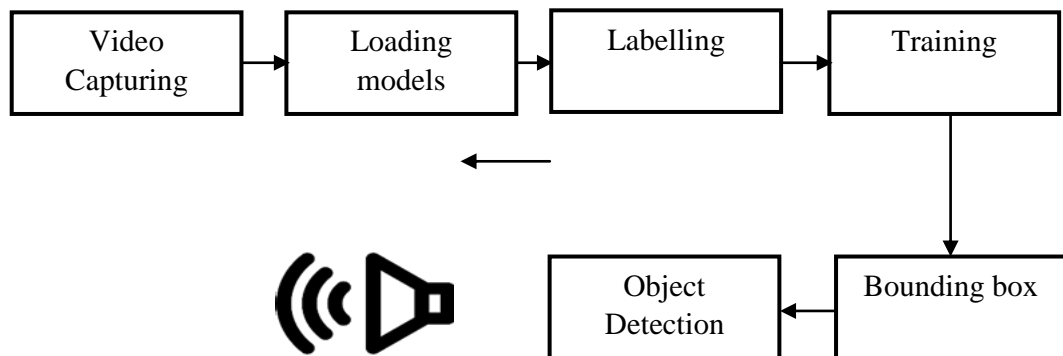 Video
Capturing
Loading
models
Labelling
Training
Object
Detection
Bounding box